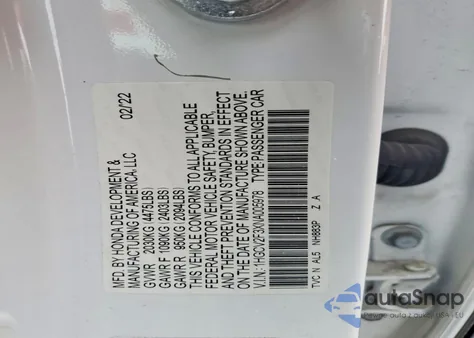 MFD. BY HONDA DEVELOPMENT & 02/22
MANUFACTURING OF AMERICA, LLC
GVWR 2030KG (4475LBS)
GAWR F 1090KG (2403LBS)
GAWR R 950KG (2094LBS)
THIS VEHICLE CONFORMS TO ALL APPLICABLE
FEDERAL MOTOR VEHICLE SAFETY, BUMPER,
AND THEFT PREVENTION STANDARDS IN EFFECT
ON THE DATE OF MANUFACTURE SHOWN ABOVE.
V.I.N.: TYPE:PASSENGER CAR
TVC N AL5 NH883P Z A
autoSnap